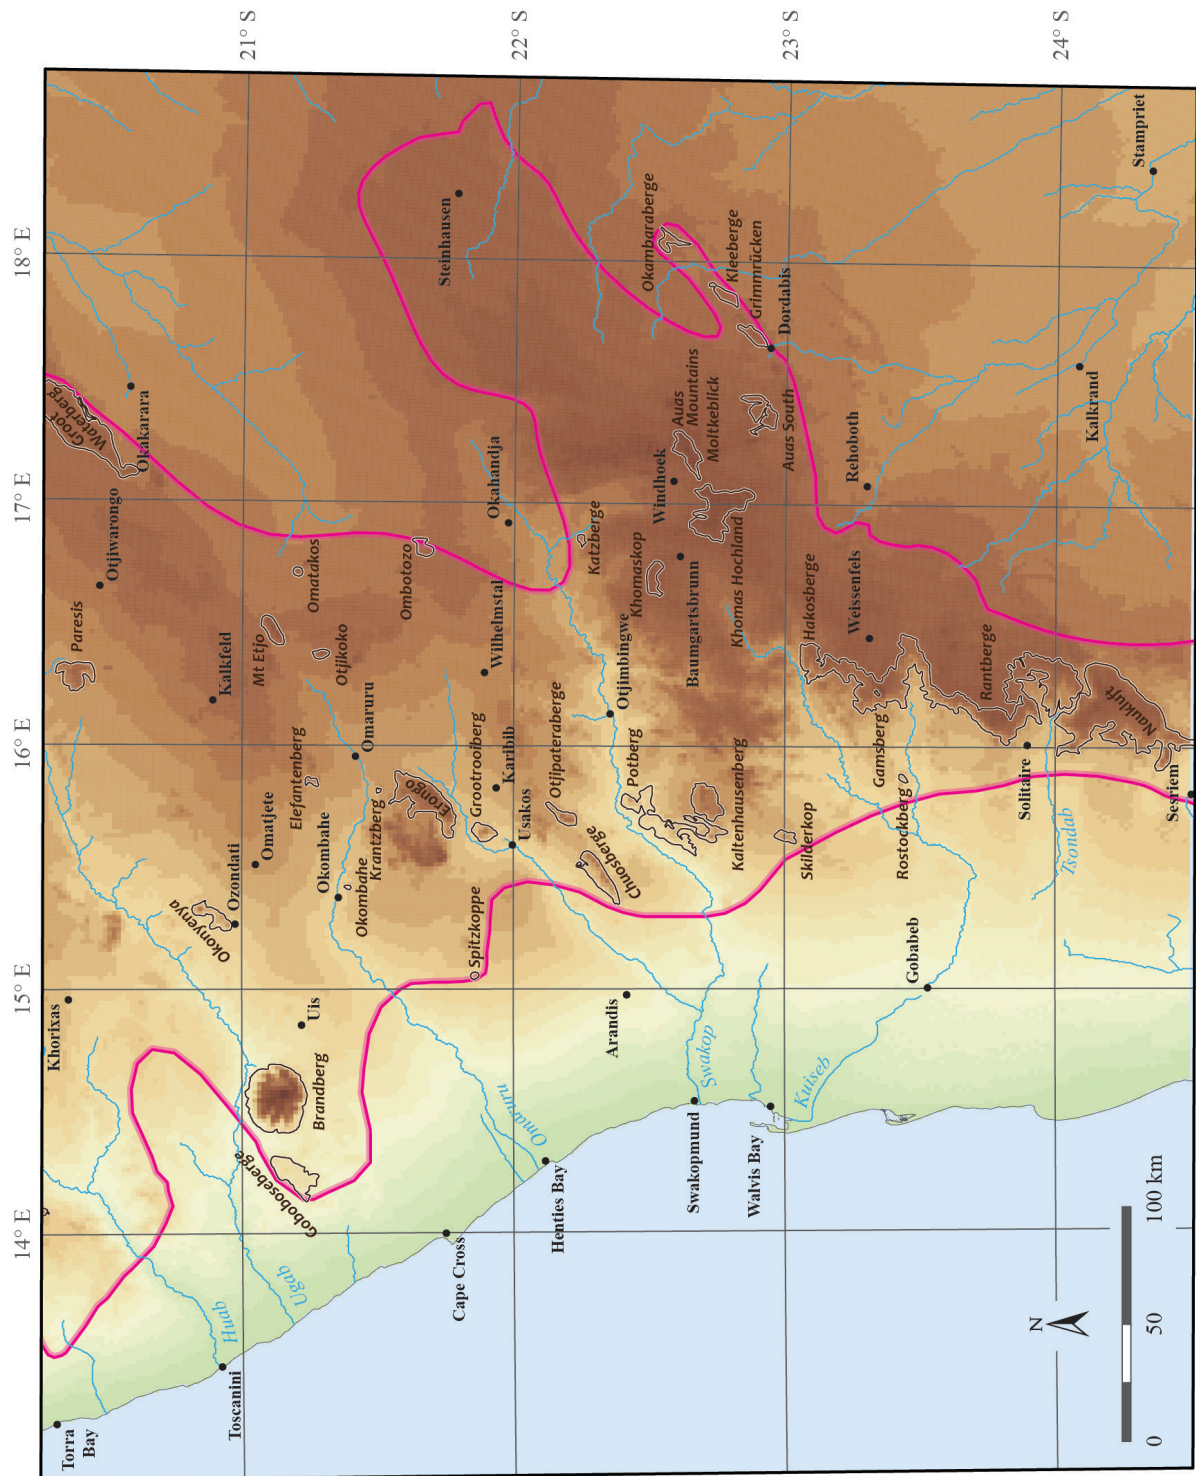 21° S
22° S
23° S
24° S
18° E
17° E
16° E
15° E
14° E
Steinhausen
Stampriet
Okambaraberge
Kleeberge
Grimmrücken
Dordabis
Groot
Waterberg
Okakarara
Otjiwarongo
Auas
Mountains
Moltkeblick
Auas South
Kalkrand
Okahandja
Windhoek
Rehoboth
Katzberge
Paresis
Omatakos
Ombotozo
Khomaskop
Khomas Hochland
Hakosberge
Weissenfels
Kalkfeld
Mt Etjo
Otjikoko
Wilhelmstal
Otjimbingwe
Baumgartsbrunn
Rantberge
Naukluft
Omaruru
Elefantenberg
Erongo
Grootrooiberg
Karibib
Otjipateraberge
Potberg
Kaltenhausenberg
Gamsberg
Solitaire
Sesriem
Omatjete
Okombahe
Krantzberg
Usakos
Chuosberge
Skilderkop
Rostockberg
Tsondab
Ozondati
Okonyenya
Okombahe
Spitzkoppe
Khorixas
Uis
Arandis
Gobabeb
Brandberg
Goboboseberge
Omaruru
Swakop
Kuiseb
Henties Bay
Swakopmund
Walvis Bay
Cape Cross
Ugab
Huab
Toscanini
Torra
Bay
N
0
50
100 km